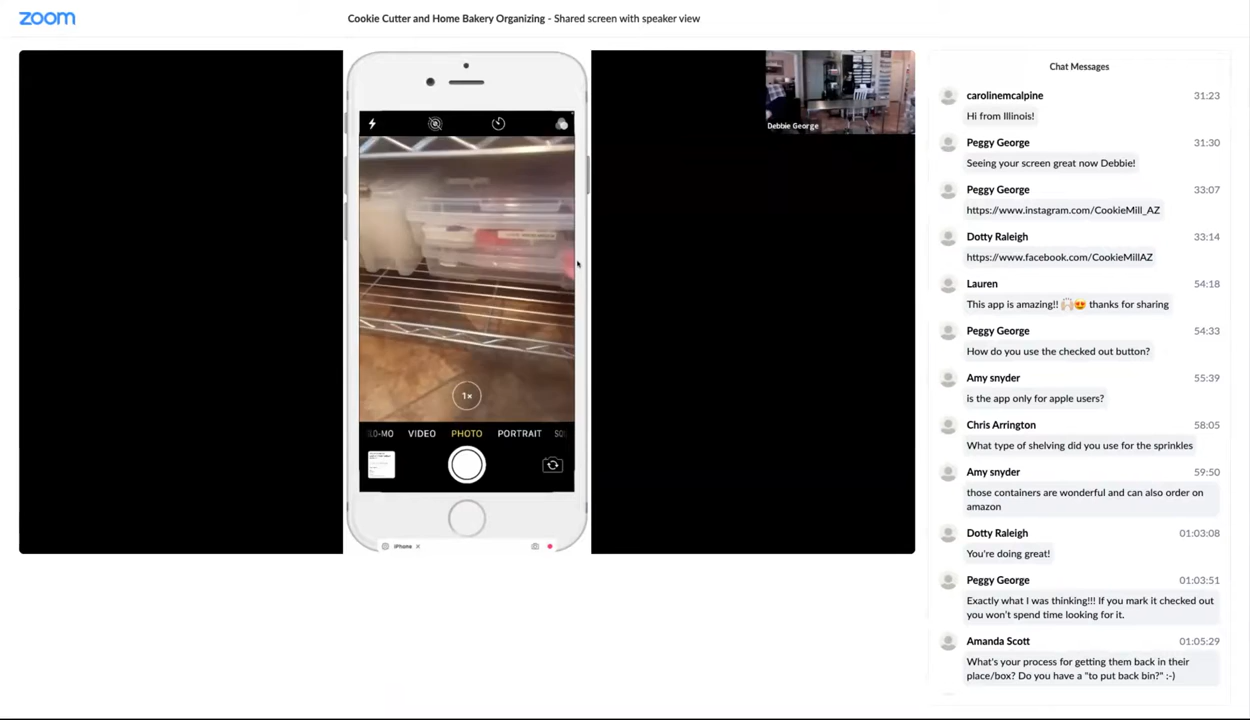 zoom
Cookie Cutter and Home Bakery Organizing - Shared screen with speaker view
Debbie George
1×
LO-MO VIDEO PHOTO PORTRAIT SQ
iPhone
Chat Messages
carolinemcalpine 31:23
Hi from Illinois!
Peggy George 31:30
Seeing your screen great now Debbie!
Peggy George 33:07
https://www.instagram.com/CookieMill_AZ
Dotty Raleigh 33:14
https://www.facebook.com/CookieMillAZ
Lauren 54:18
This app is amazing!! 🙌🏻😍 thanks for sharing
Peggy George 54:33
How do you use the checked out button?
Amy snyder 55:39
is the app only for apple users?
Chris Arrington 58:05
What type of shelving did you use for the sprinkles
Amy snyder 59:50
those containers are wonderful and can also order on
amazon
Dotty Raleigh 01:03:08
You're doing great!
Peggy George 01:03:51
Exactly what I was thinking!!! If you mark it checked out
you won't spend time looking for it.
Amanda Scott 01:05:29
What's your process for getting them back in their
place/box? Do you have a "to put back bin?" ;-)